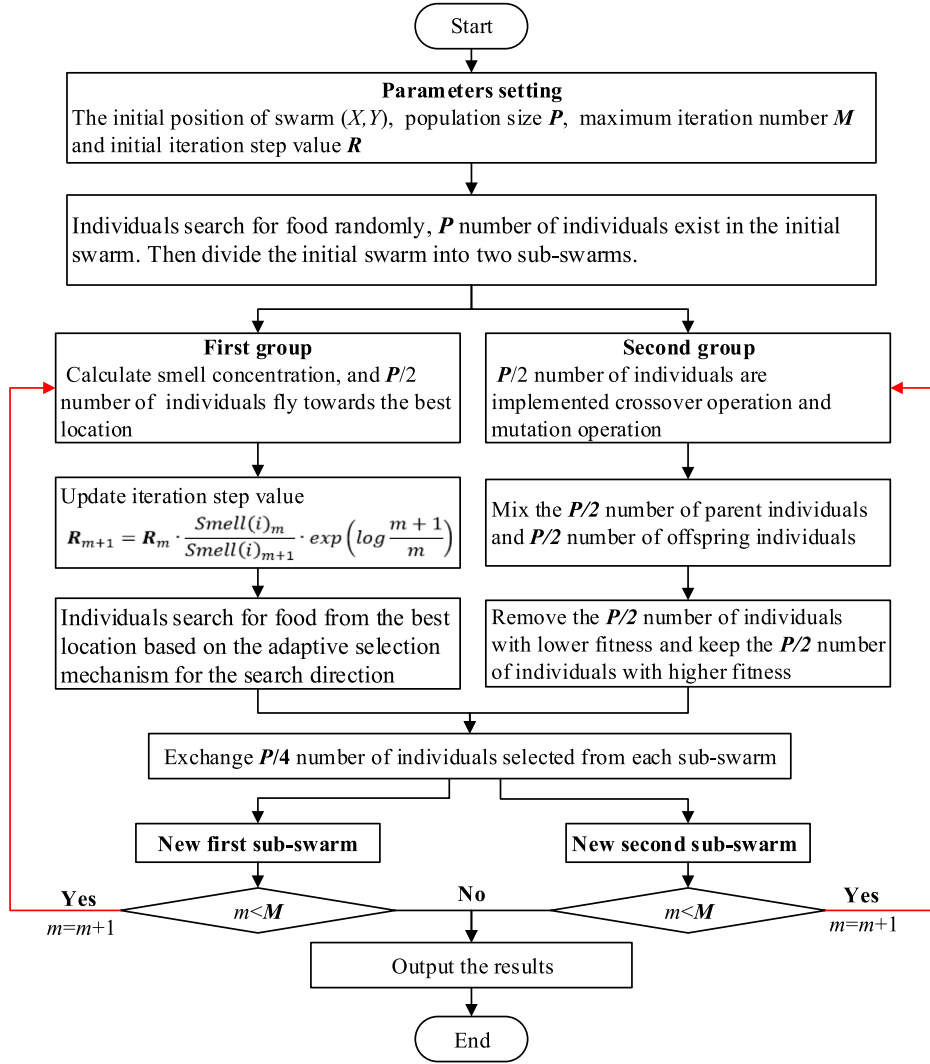 Start
Parameters setting
The initial position of swarm (X,Y), population size P, maximum iteration number M
and initial iteration step value R
Individuals search for food randomly, P number of individuals exist in the initial
swarm. Then divide the initial swarm into two sub-swarms.
First group
Calculate smell concentration, and P/2
number of individuals fly towards the best
location
Second group
P/2 number of individuals are
implemented crossover operation and
mutation operation
Update iteration step value
R_{m+1} = R_m · \frac{Smell(i)_m}{Smell(i)_{m+1}} · exp(log \frac{m+1}{m})
Mix the P/2 number of parent individuals
and P/2 number of offspring individuals
Individuals search for food from the best
location based on the adaptive selection
mechanism for the search direction
Remove the P/2 number of individuals
with lower fitness and keep the P/2 number
of individuals with higher fitness
Exchange P/4 number of individuals selected from each sub-swarm
New first sub-swarm
New second sub-swarm
Yes
m=m+1
m<M
No
m<M
Yes
m=m+1
Output the results
End